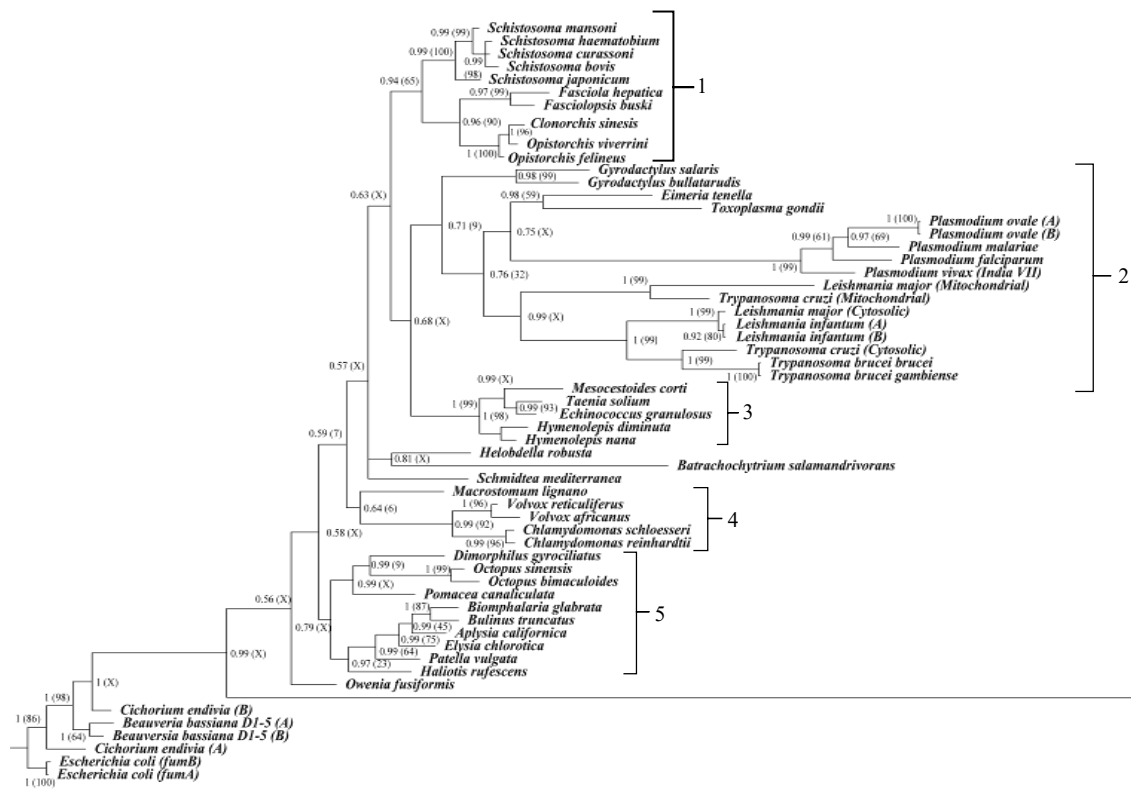 0.99 (99)
Schistosoma mansoni
Schistosoma haematobium
0.99 (100)
Schistosoma curassoni
0.99
Schistosoma bovis
(98)
Schistosoma japonicum
0.94 (65)
1
0.97 (99)
Fasciola hepatica
Fasciolopsis buski
0.96 (90)
Clonorchis sinesis
1 (96)
Opistorchis viverrini
1 (100)
Opistorchis felineus
Gyrodactylus salaris
0.98 (99)
Gyrodactylus bullatarudis
0.63 (X)
0.98 (59)
Eimeria tenella
Toxoplasma gondii
0.71 (9)
1 (100)
Plasmodium ovale (A)
Plasmodium ovale (B)
0.75 (X)
0.99 (61)
0.97 (69)
Plasmodium malariae
Plasmodium falciparum
1 (99)
Plasmodium vivax (India VII)
0.76 (32)
2
1 (99)
Leishmania major (Mitochondrial)
Trypanosoma cruzi (Mitochondrial)
0.99 (X)
1 (99)
Leishmania major (Cytosolic)
Leishmania infantum (A)
0.92 (80)
Leishmania infantum (B)
0.68 (X)
1 (99)
Trypanosoma cruzi (Cytosolic)
1 (99)
Trypanosoma brucei brucei
1 (100)
Trypanosoma brucei gambiense
0.57 (X)
0.99 (X)
Mesocestoides corti
Taenia solium
1 (99)
0.99 (93)
Echinococcus granulosus
3
1 (98)
Hymenolepis diminuta
Hymenolepis nana
0.59 (7)
Helobdella robusta
0.81 (X)
Batrachochytrium salamandrivorans
Schmidtea mediterranea
Macrostomum lignano
0.64 (6)
1 (96)
Volvox reticuliferus
Volvox africanus
4
0.99 (92)
Chlamydomonas schloesseri
0.99 (96)
Chlamydomonas reinhardtii
0.58 (X)
Dimorphilus gyrociliatus
0.99 (9)
1 (99)
Octopus sinensis
Octopus bimaculoides
0.99 (X)
Pomacea canaliculata
0.56 (X)
1 (87)
Biomphalaria glabrata
5
Bulinus truncatus
0.79 (X)
0.99 (45)
Aplysia californica
0.99 (75)
Elysia chlorotica
0.99 (64)
Patella vulgata
0.97 (23)
Haliotis rufescens
0.99 (X)
Owenia fusiformis
1 (X)
1 (98)
Cichorium endivia (B)
1 (86)
Beauveria bassiana D1-5 (A)
1 (64)
Beauversia bassiana D1-5 (B)
Cichorium endivia (A)
Escherichia coli (fumB)
Escherichia coli (fumA)
1 (100)